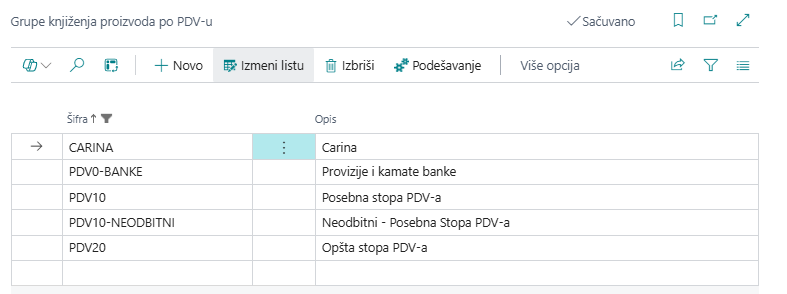 Grupe knjiženja proizvoda po PDV-u Sačuvano
Novo Izmeni listu Izbriši Podešavanje Više opcija
Šifra↑ Opis
CARINA Carina
PDV0-BANKE Provizije i kamate banke
PDV10 Posebna stopa PDV-a
PDV10-NEODBITNI Neodbitni - Posebna Stopa PDV-a
PDV20 Opšta stopa PDV-a